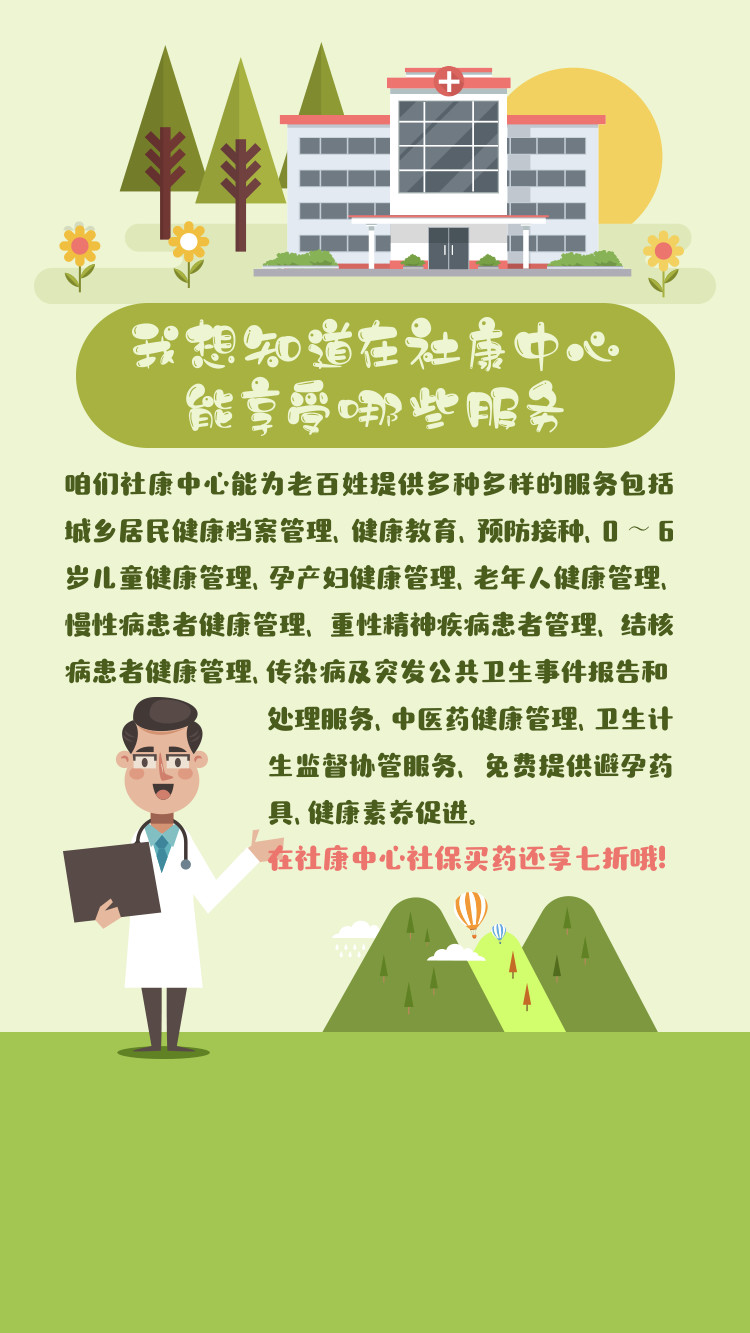 我想知道在社康中心
能享受哪些服务
咱们社康中心能为老百姓提供多种多样的服务包括
城乡居民健康档案管理、健康教育、预防接种、0～6
岁儿童健康管理、孕产妇健康管理、老年人健康管理、
慢性病患者健康管理、重性精神疾病患者管理、结核
病患者健康管理、传染病及突发公共卫生事件报告和
处理服务、中医药健康管理、卫生计
生监督协管服务、免费提供避孕药
具、健康素养促进。
在社康中心社保买药还享七折哦!